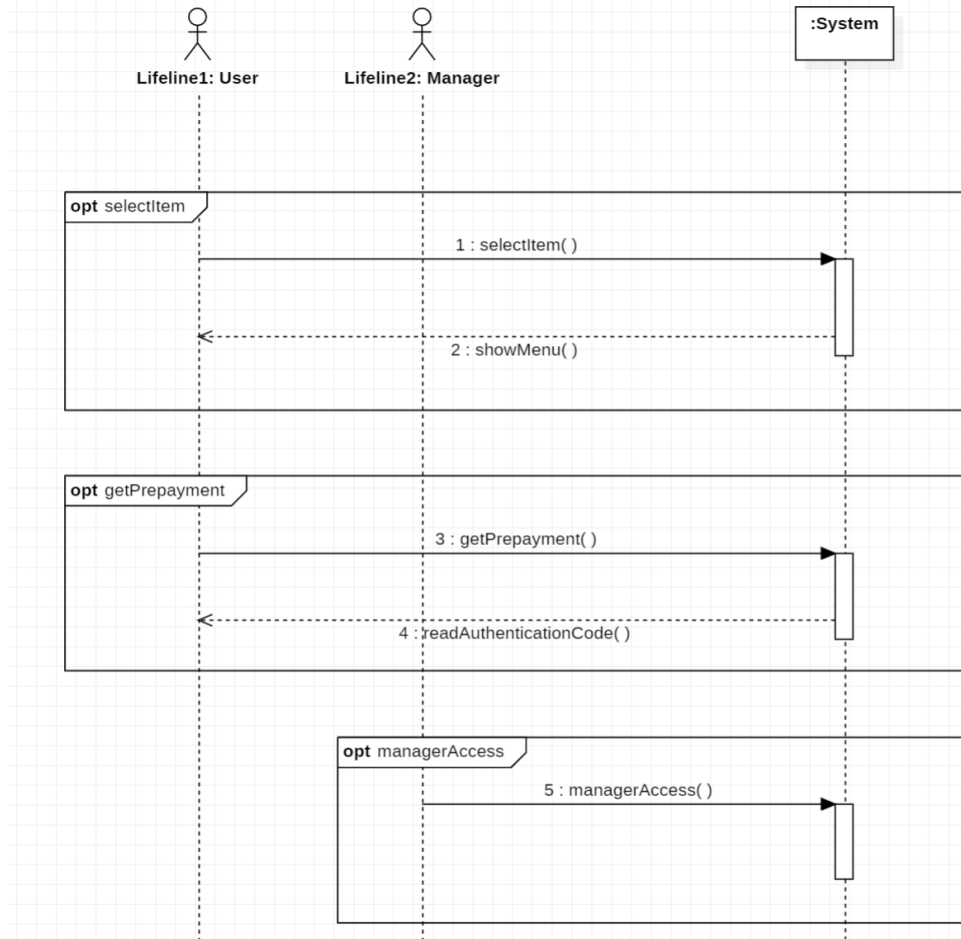 :System
Lifeline1: User
Lifeline2: Manager
opt selectItem
1 : selectItem( )
2 : showMenu( )
opt getPrepayment
3 : getPrepayment( )
4 : readAuthenticationCode( )
opt managerAccess
5 : managerAccess( )